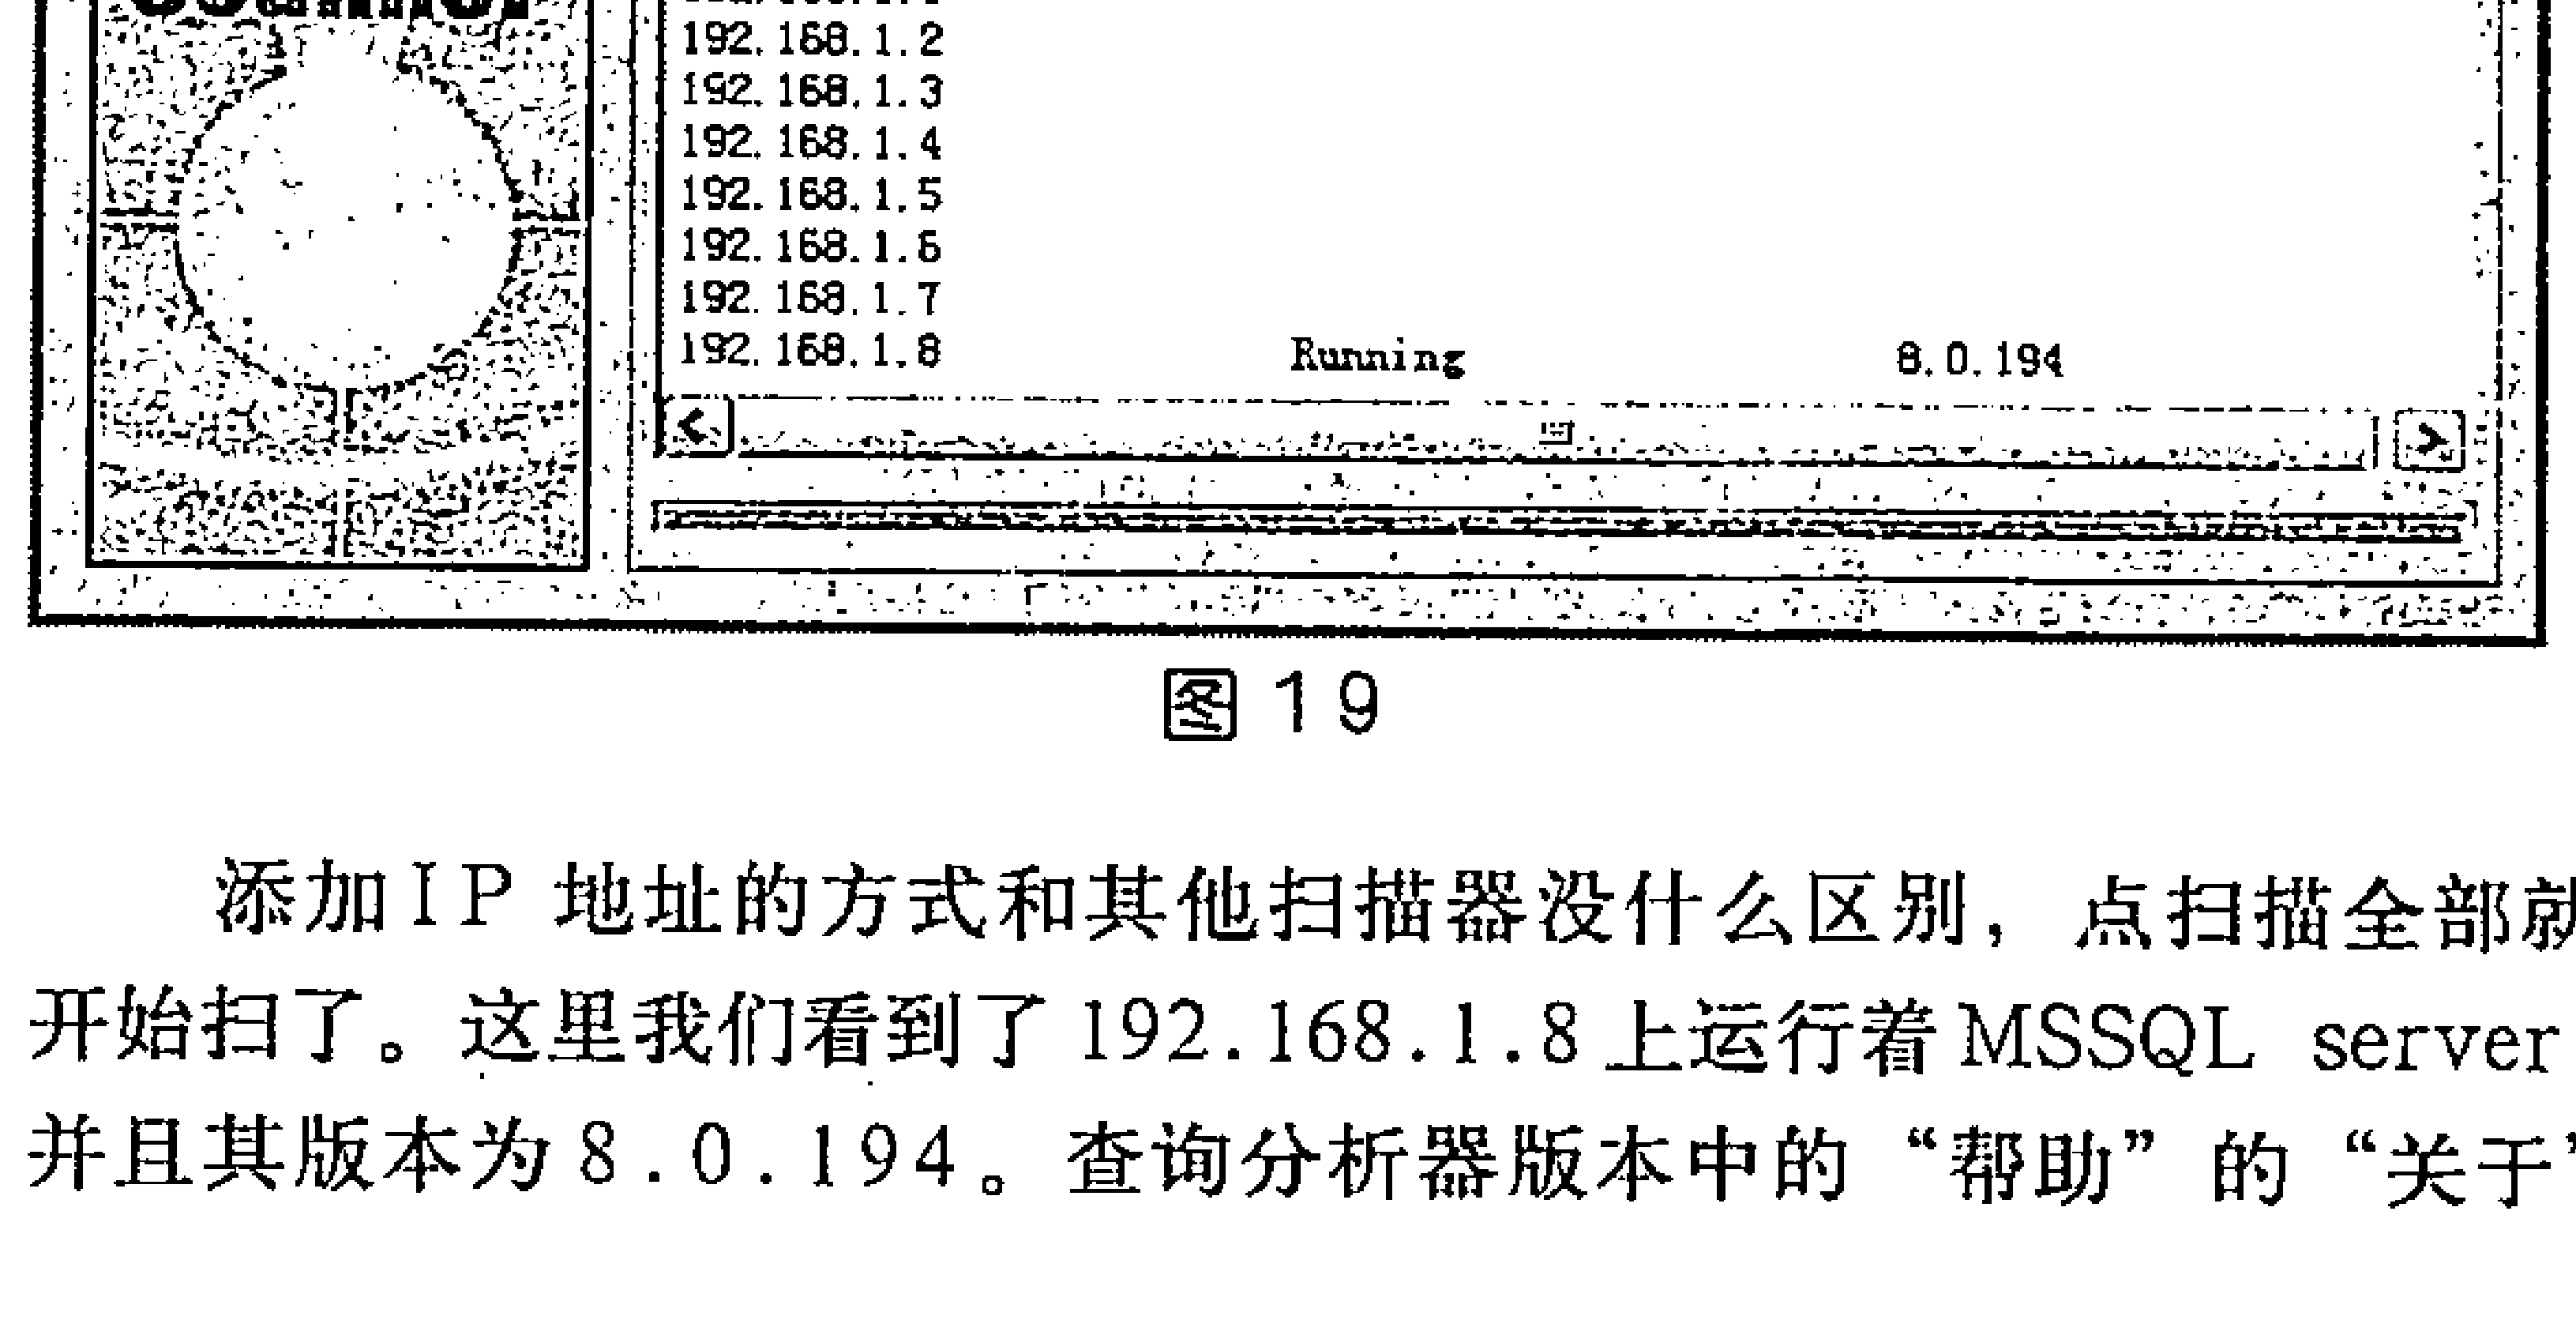 192.168.1.2
192.168.1.3
192.168.1.4
192.168.1.5
192.168.1.6
192.168.1.7
192.168.1.8 Running 8.0.194
图19
添加IP 地址的方式和其他扫描器没什么区别，点扫描全部就
开始扫了。这里我们看到了192.168.1.8上运行着MSSQL server
并且其版本为8.0.194。查询分析器版本中的“帮助”的“关于”